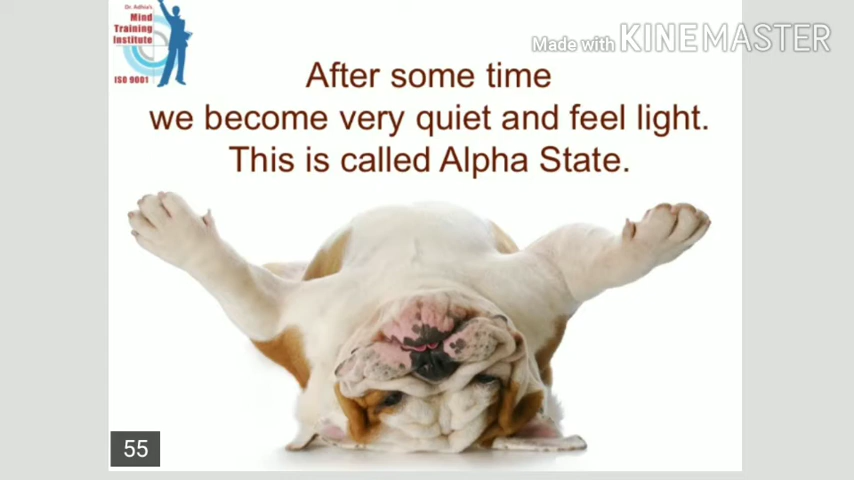 Dr. Adhia's
Mind
Training
Institute
ISO 9001
Made with KINEMASTER
After some time
we become very quiet and feel light.
This is called Alpha State.
55